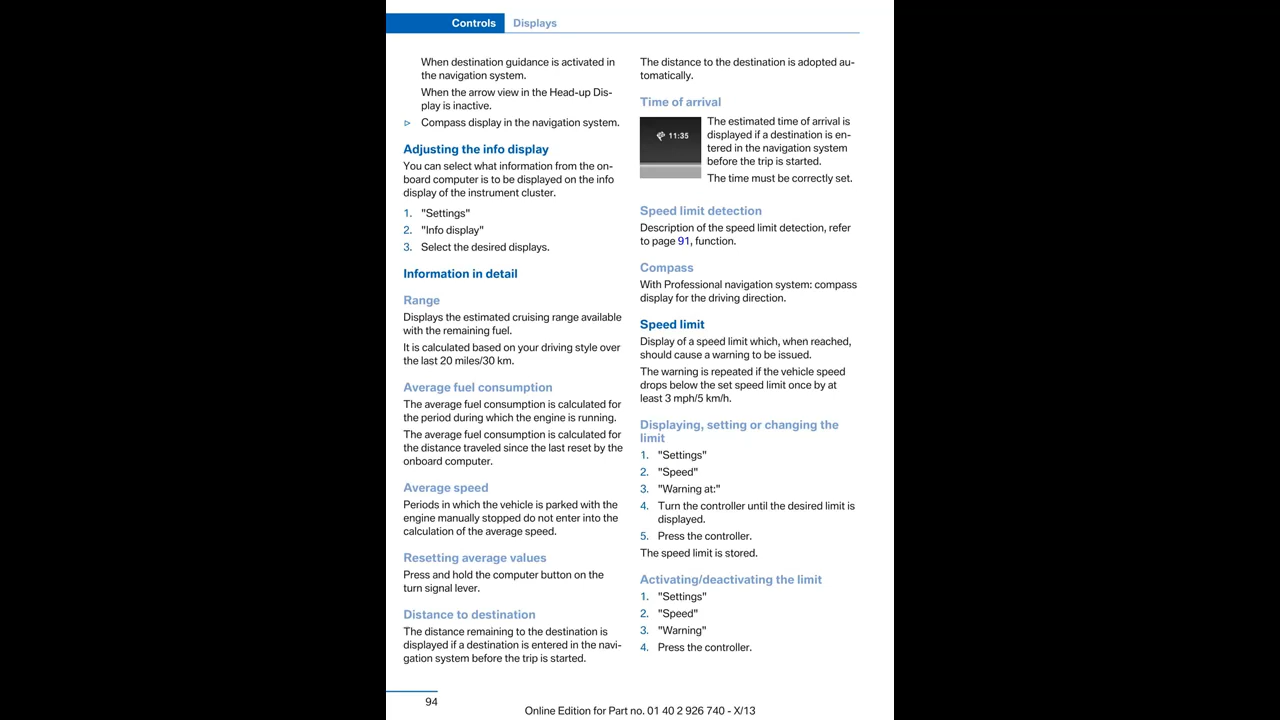 Controls Displays
When destination guidance is activated in
the navigation system.
When the arrow view in the Head-up Dis-
play is inactive.
▷ Compass display in the navigation system.
Adjusting the info display
You can select what information from the on-
board computer is to be displayed on the info
display of the instrument cluster.
1. "Settings"
2. "Info display"
3. Select the desired displays.
Information in detail
Range
Displays the estimated cruising range available
with the remaining fuel.
It is calculated based on your driving style over
the last 20 miles/30 km.
Average fuel consumption
The average fuel consumption is calculated for
the period during which the engine is running.
The average fuel consumption is calculated for
the distance traveled since the last reset by the
onboard computer.
Average speed
Periods in which the vehicle is parked with the
engine manually stopped do not enter into the
calculation of the average speed.
Resetting average values
Press and hold the computer button on the
turn signal lever.
Distance to destination
The distance remaining to the destination is
displayed if a destination is entered in the navi-
gation system before the trip is started.
The distance to the destination is adopted au-
tomatically.
Time of arrival
11:35
The estimated time of arrival is
displayed if a destination is en-
tered in the navigation system
before the trip is started.
The time must be correctly set.
Speed limit detection
Description of the speed limit detection, refer
to page 91, function.
Compass
With Professional navigation system: compass
display for the driving direction.
Speed limit
Display of a speed limit which, when reached,
should cause a warning to be issued.
The warning is repeated if the vehicle speed
drops below the set speed limit once by at
least 3 mph/5 km/h.
Displaying, setting or changing the
limit
1. "Settings"
2. "Speed"
3. "Warning at:"
4. Turn the controller until the desired limit is
displayed.
5. Press the controller.
The speed limit is stored.
Activating/deactivating the limit
1. "Settings"
2. "Speed"
3. "Warning"
4. Press the controller.
94
Online Edition for Part no. 01 40 2 926 740 - X/13